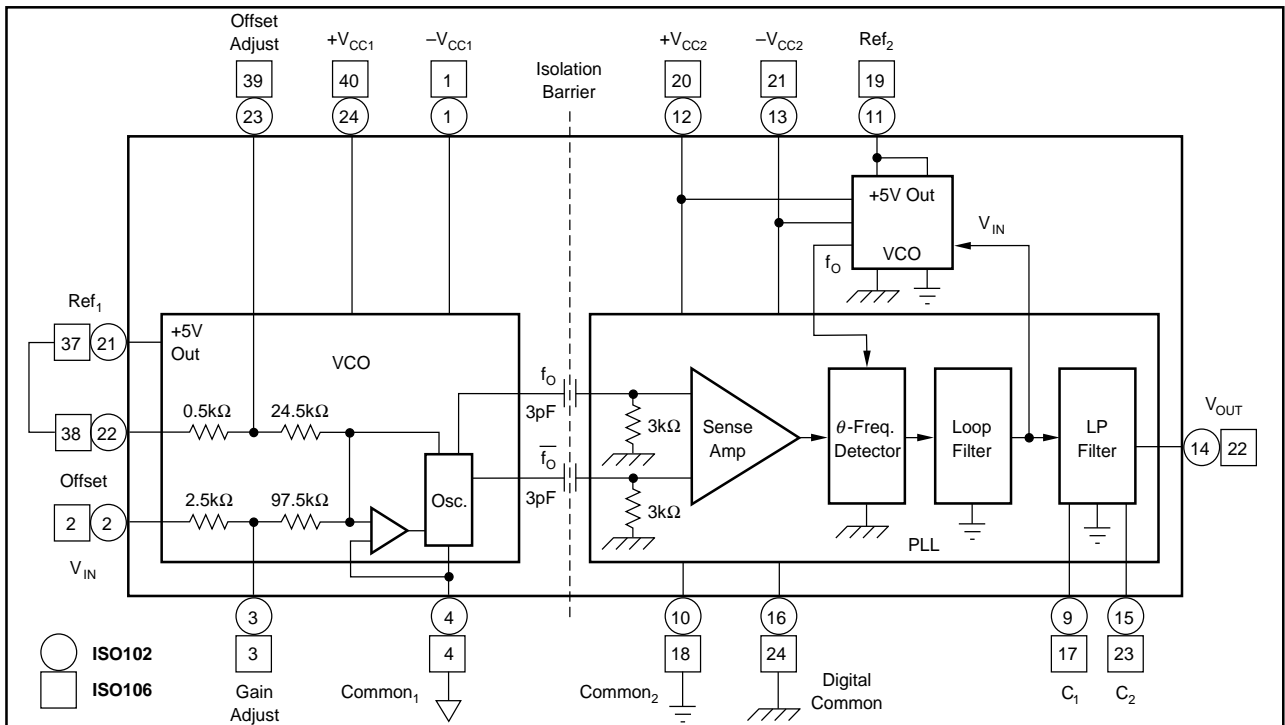 Offset
Adjust
+VCC1
–VCC1
Isolation
Barrier
+VCC2
–VCC2
Ref2
39
40
1
20
21
19
23
24
1
12
13
11
+5V Out
VIN
VCO
fO
Ref1
37
21
+5V
Out
VCO
38
22
0.5kΩ
24.5kΩ
Offset
2
2
VIN
2.5kΩ
97.5kΩ
Osc.
fO
3pF
f̅O̅
3pF
3kΩ
3kΩ
Sense
Amp
θ-Freq.
Detector
Loop
Filter
LP
Filter
PLL
VOUT
14
22
3
4
10
16
9
15
3
4
18
24
17
23
ISO102
ISO106
Gain
Adjust
Common1
Common2
Digital
Common
C1
C2